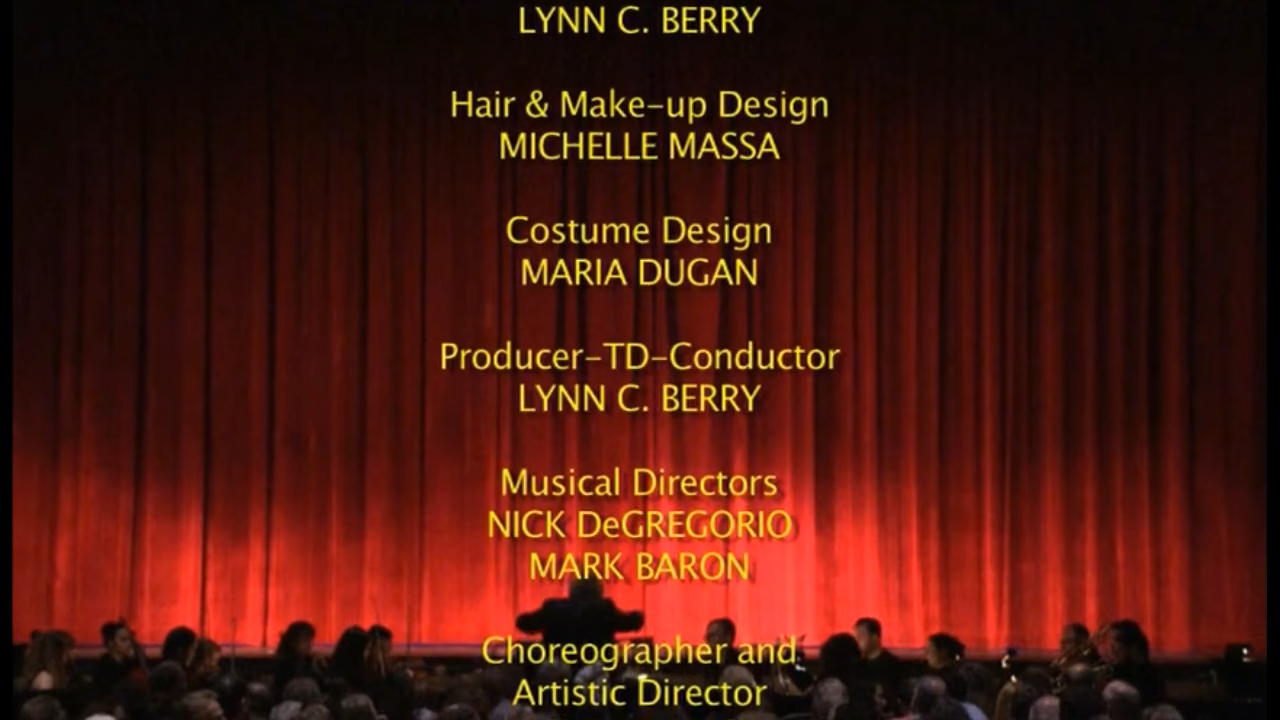 LYNN C. BERRY
Hair & Make-up Design
MICHELLE MASSA
Costume Design
MARIA DUGAN
Producer-TD-Conductor
LYNN C. BERRY
Musical Directors
NICK DeGREGORIO
MARK BARON
Choreographer and
Artistic Director